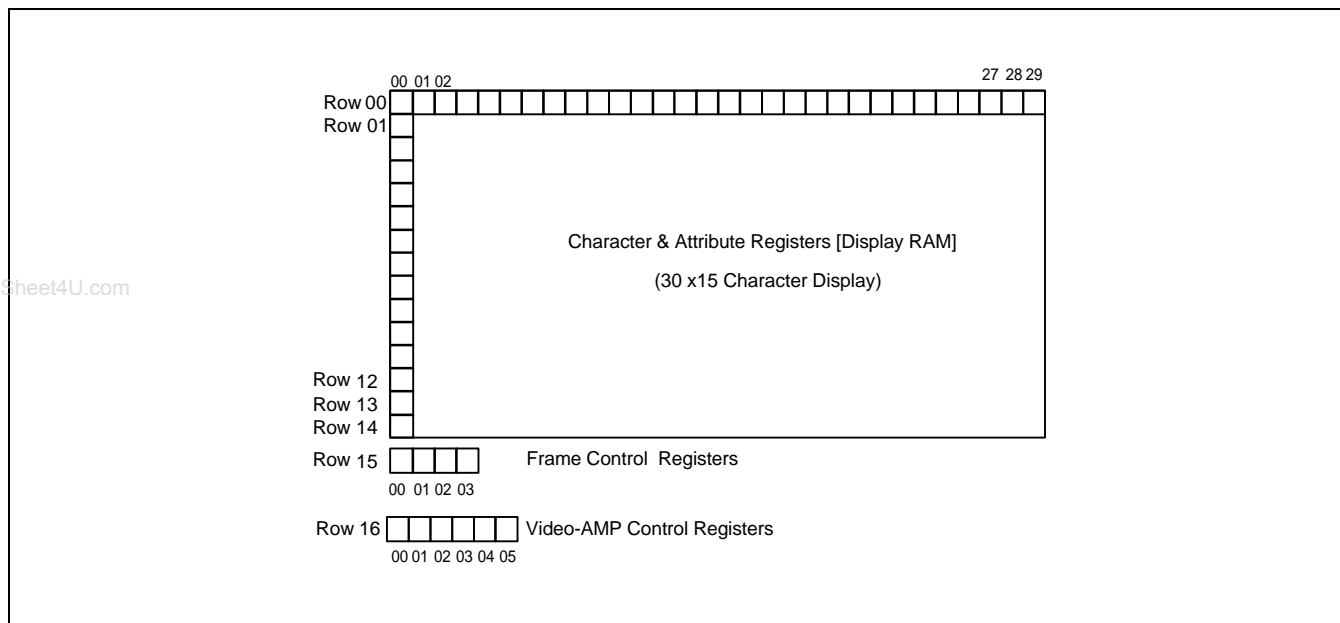 00 01 02 27 28 29
Row 00
Row 01
Character & Attribute Registers [Display RAM]
(30 x15 Character Display)
Sheet4U.com
Row 12
Row 13
Row 14
Row 15 Frame Control Registers
00 01 02 03
Row 16 Video-AMP Control Registers
00 01 02 03 04 05